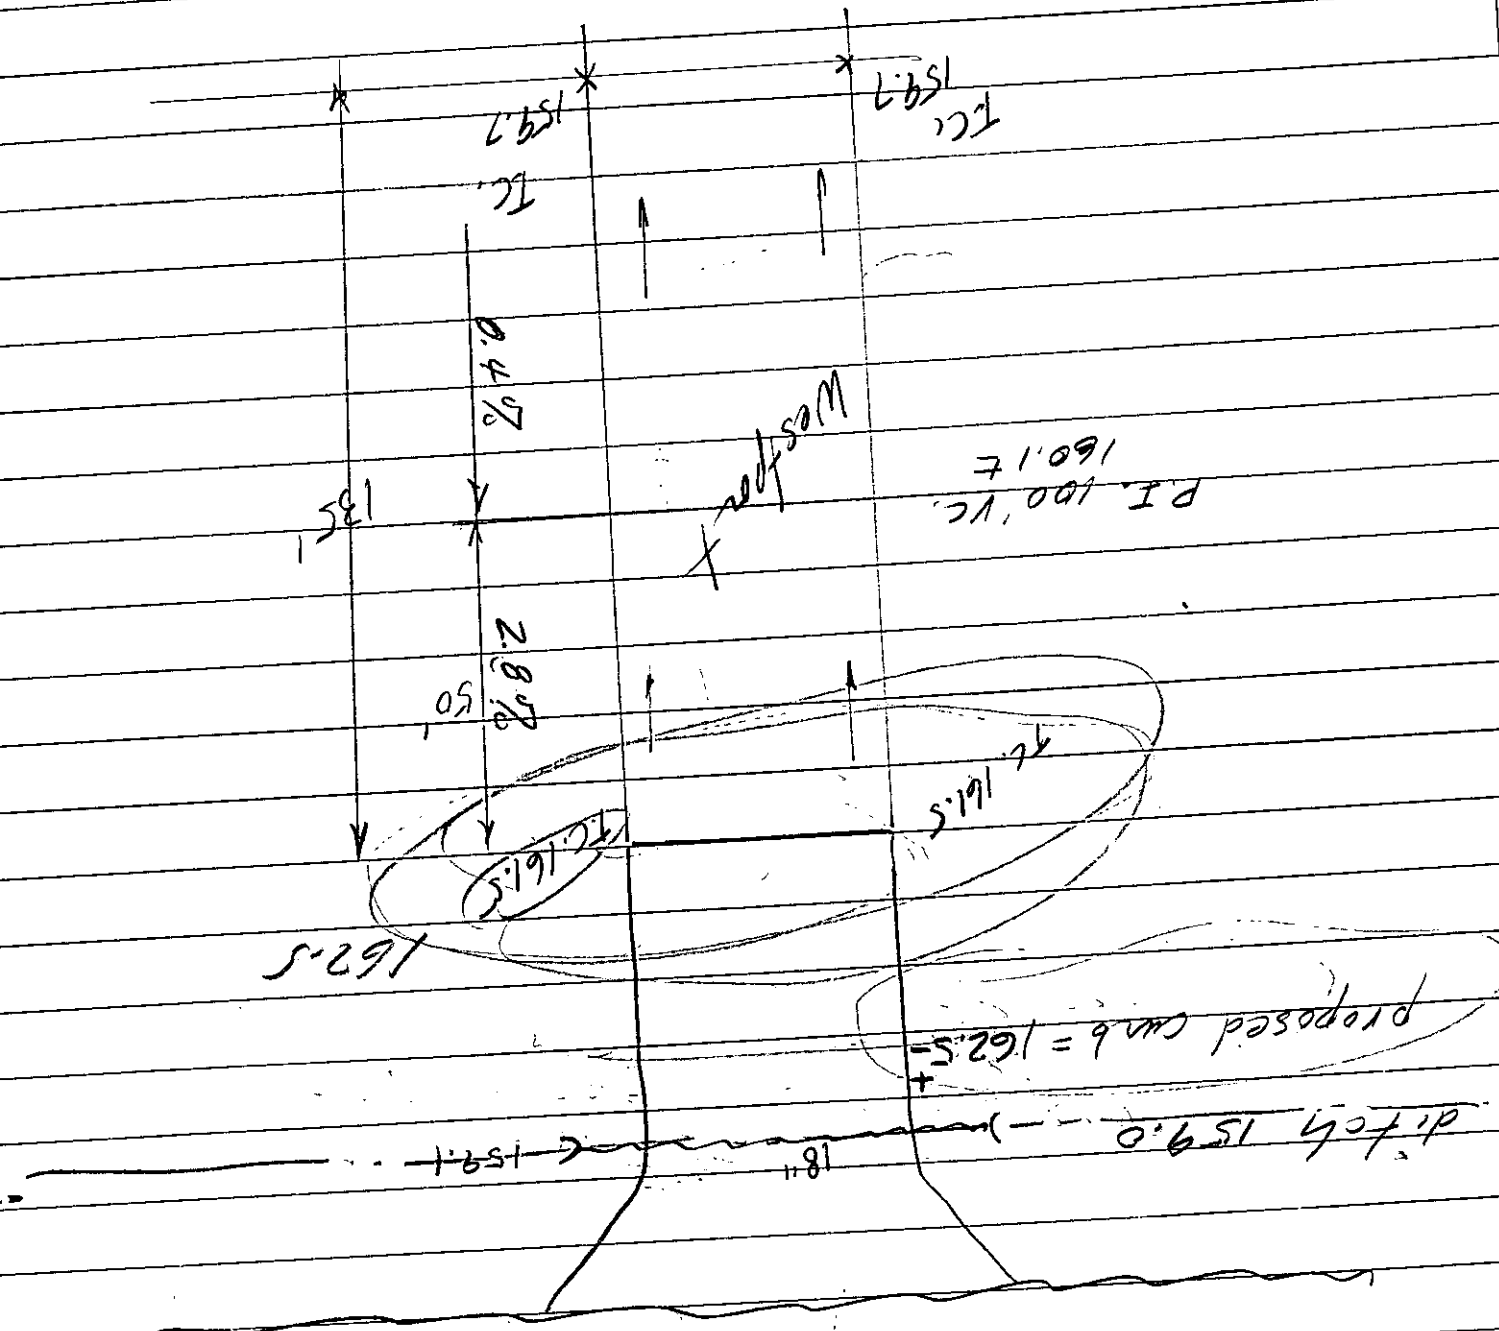 ditch 159.0
18"
159.1
proposed curb = 162.5 ±
162.5
T.C. 161.5
T.C. 161.5
2.8%
50'
135'
P.I. 100' VC.
160.1 ±
0.4%
T.C.
159.7
T.C.
159.7